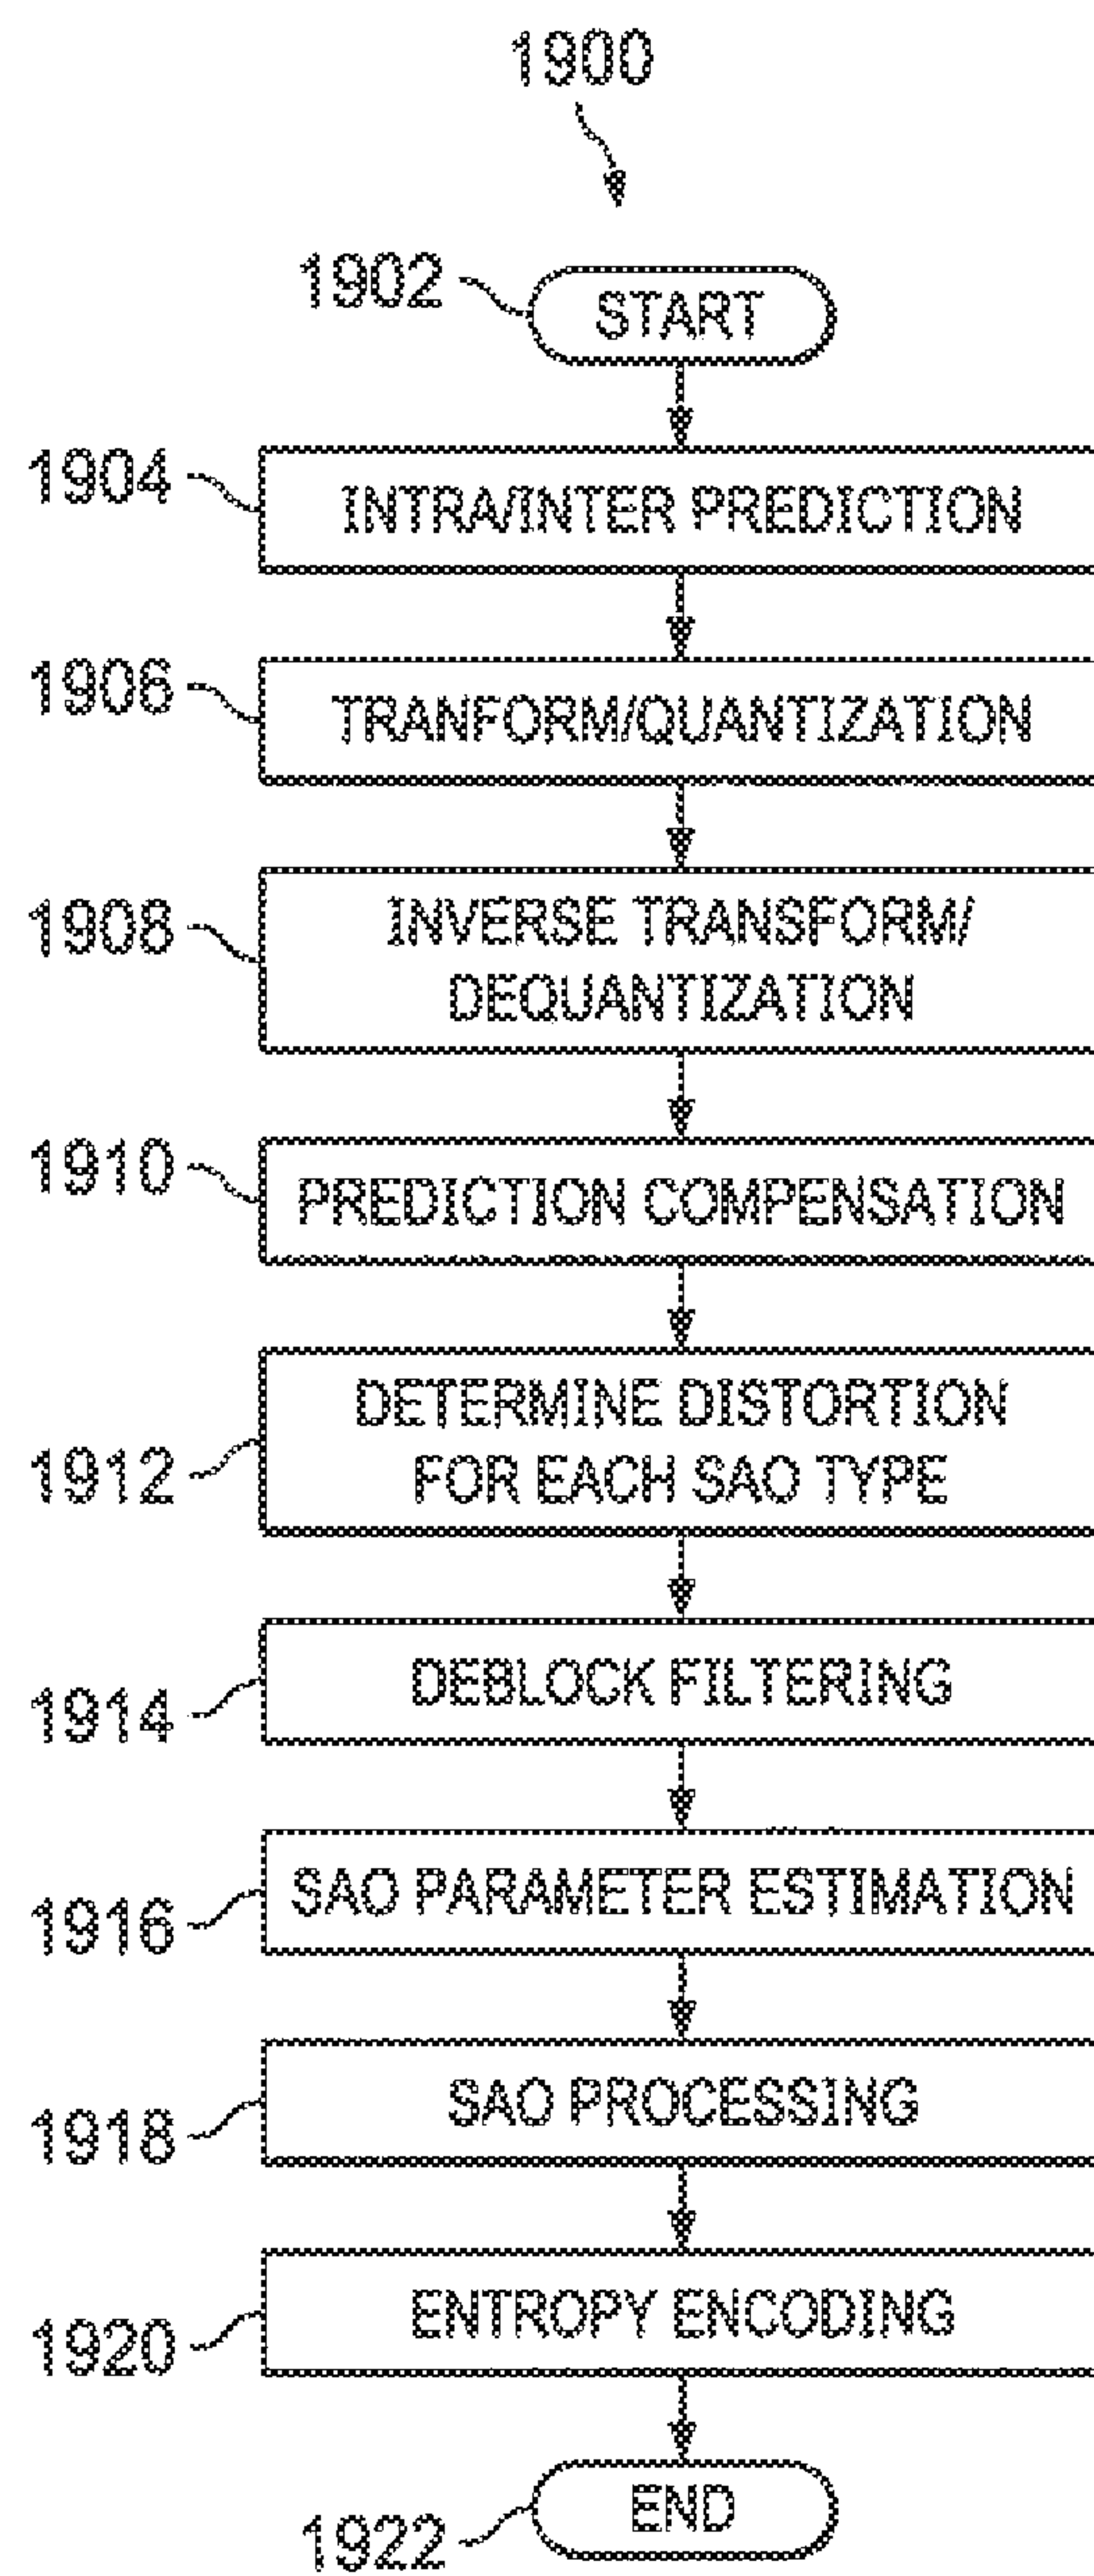 1900
1902
START
1904
INTRA/INTER PREDICTION
1906
TRANFORM/QUANTIZATION
1908
INVERSE TRANSFORM/
DEQUANTIZATION
1910
PREDICTION COMPENSATION
1912
DETERMINE DISTORTION
FOR EACH SAO TYPE
1914
DEBLOCK FILTERING
1916
SAO PARAMETER ESTIMATION
1918
SAO PROCESSING
1920
ENTROPY ENCODING
1922
END